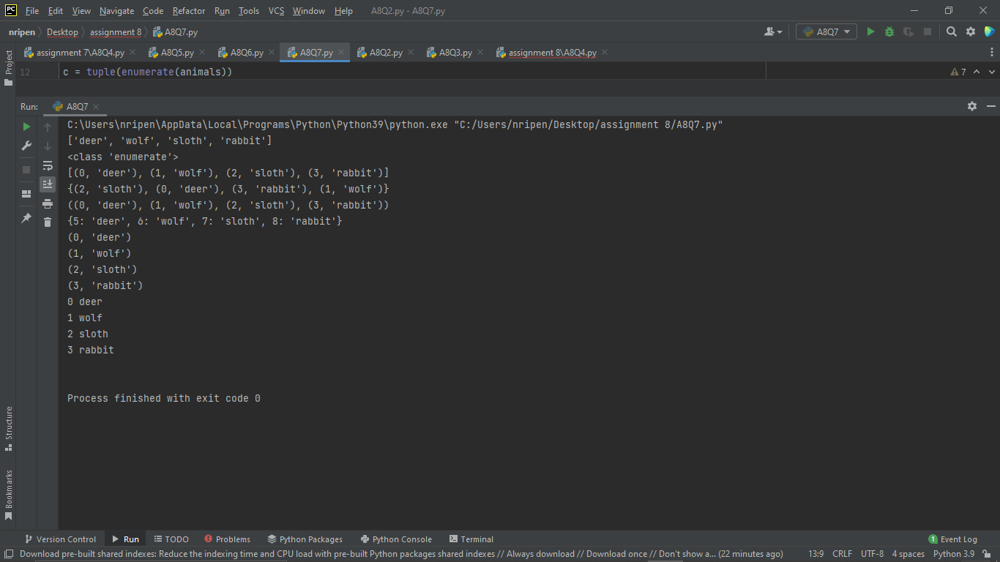 PC File Edit View Navigate Code Refactor Run Tools VCS Window Help A8Q2.py - A8Q7.py
nripen Desktop assignment 8 A8Q7.py A8Q7
Project
assignment 7\A8Q4.py A8Q5.py A8Q6.py A8Q7.py A8Q2.py A8Q3.py assignment 8\A8Q4.py
12 c = tuple(enumerate(animals)) 7
Run: A8Q7
C:\Users\nripen\AppData\Local\Programs\Python\Python39\python.exe "C:/Users/nripen/Desktop/assignment 8/A8Q7.py"
['deer', 'wolf', 'sloth', 'rabbit']
<class 'enumerate'>
[(0, 'deer'), (1, 'wolf'), (2, 'sloth'), (3, 'rabbit')]
{(2, 'sloth'), (0, 'deer'), (3, 'rabbit'), (1, 'wolf')}
((0, 'deer'), (1, 'wolf'), (2, 'sloth'), (3, 'rabbit'))
{5: 'deer', 6: 'wolf', 7: 'sloth', 8: 'rabbit'}
(0, 'deer')
(1, 'wolf')
(2, 'sloth')
(3, 'rabbit')
0 deer
1 wolf
2 sloth
3 rabbit
Process finished with exit code 0
Structure
Bookmarks
Version Control Run TODO Problems Python Packages Python Console Terminal 1 Event Log
Download pre-built shared indexes: Reduce the indexing time and CPU load with pre-built Python packages shared indexes // Always download // Download once // Don't show a... (22 minutes ago) 13:9 CRLF UTF-8 4 spaces Python 3.9